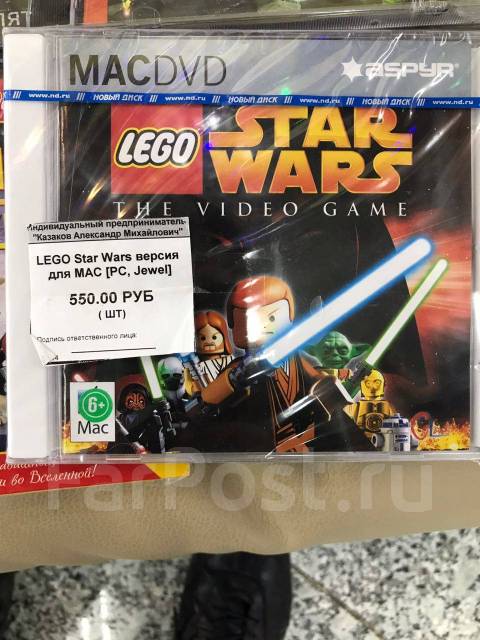 ЛЯТ
MACDVD
ASPYR
www.nd.ru /// НОВЫЙ ДИСК /// www.nd.ru /// НОВЫЙ ДИСК /// www.nd.ru /// НОВЫЙ ДИСК /// www.nd.ru
LEGO
STAR
WARS
THE VIDEO GAME
Индивидуальный предприниматель
"Казаков Александр Михайлович"
LEGO Star Wars версия
для MAC [PC, Jewel]
550.00 РУБ
( ШТ)
Подпись ответственного лица:
6+
Mac
и во Вселенной!
FarPost.ru